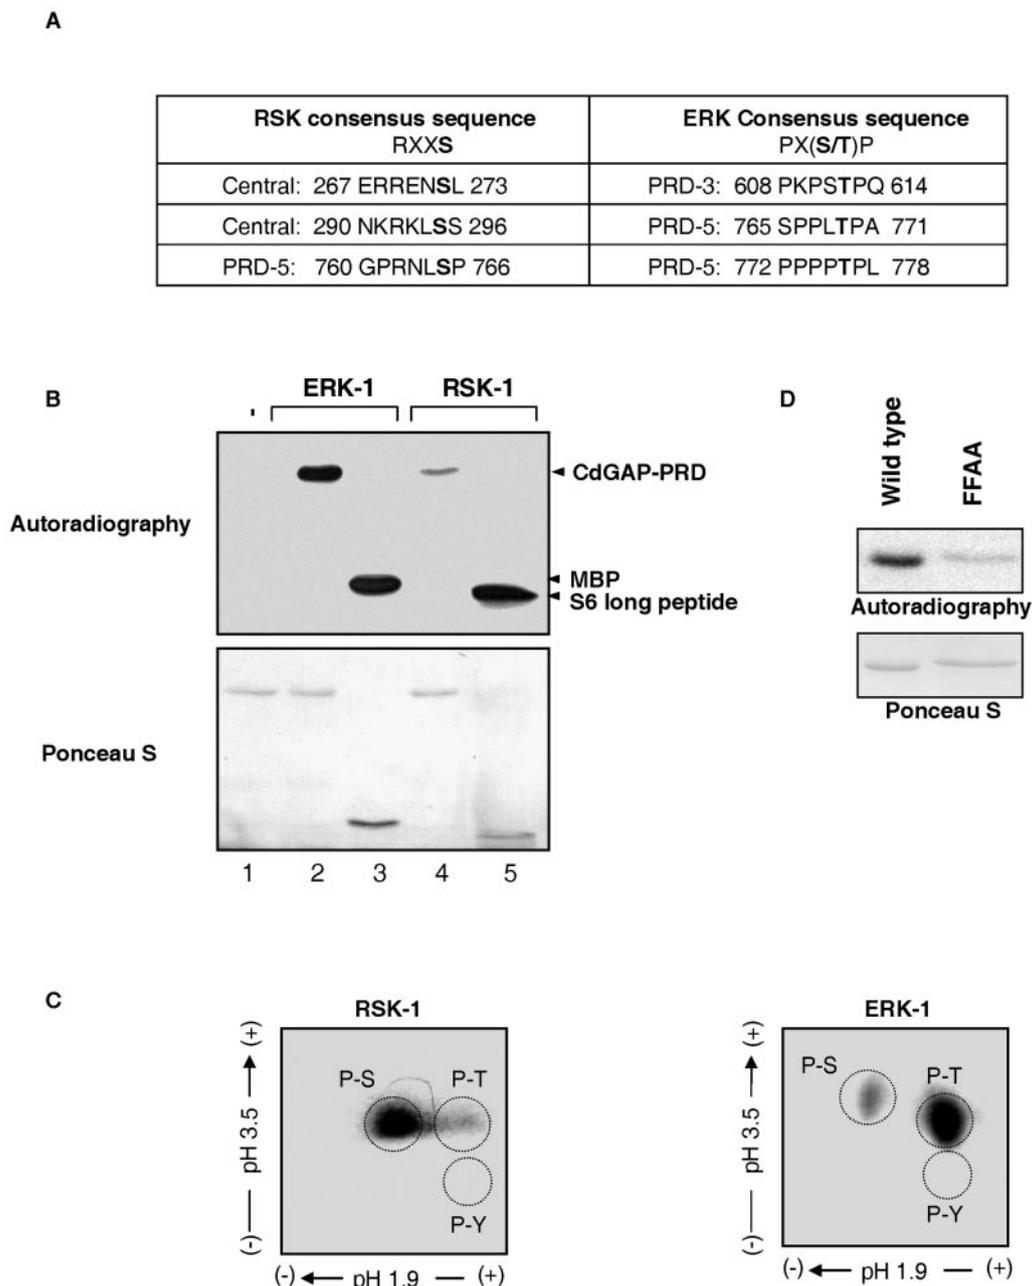 A
RSK consensus sequence
RXXS
ERK Consensus sequence
PX(S/T)P
Central: 267 ERRENSL 273
PRD-3: 608 PKPSTPQ 614
Central: 290 NKRKLSS 296
PRD-5: 765 SPPLTPA 771
PRD-5: 760 GPRNLSP 766
PRD-5: 772 PPPPTPL 778
B
ERK-1
RSK-1
-
Autoradiography
CdGAP-PRD
MBP
S6 long peptide
Ponceau S
1 2 3 4 5
D
Wild type
FFAA
Autoradiography
Ponceau S
C
RSK-1
(-) pH 3.5 (+)
P-S
P-T
P-Y
(-) pH 1.9 (+)
ERK-1
(-) pH 3.5 (+)
P-S
P-T
P-Y
(-) pH 1.9 (+)